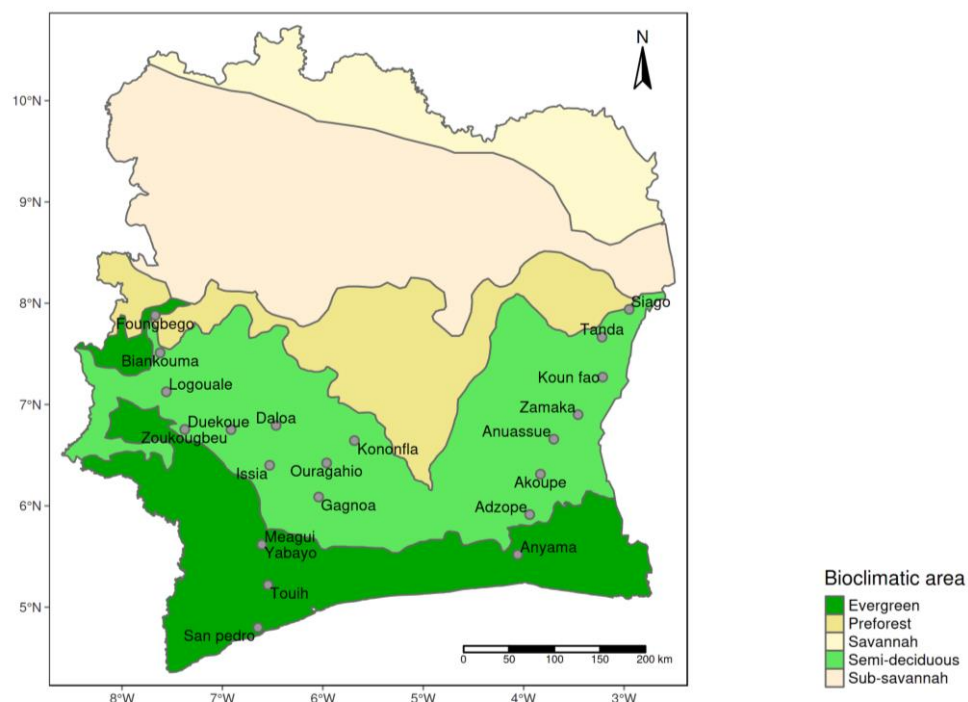 N
10°N
9°N
8°N
7°N
6°N
5°N
Siago
Foungbego
Tanda
Biankouma
Koun fao
Logouale
Zamaka
Duekoue
Daloa
Anuassue
Zoukougbeu
Kononfla
Issia
Ouragahio
Akoupe
Gagnoa
Adzope
Meagui
Yabayo
Anyama
Touih
San pedro
0 50 100 150 200 km
8°W 7°W 6°W 5°W 4°W 3°W
Bioclimatic area
Evergreen
Preforest
Savannah
Semi-deciduous
Sub-savannah